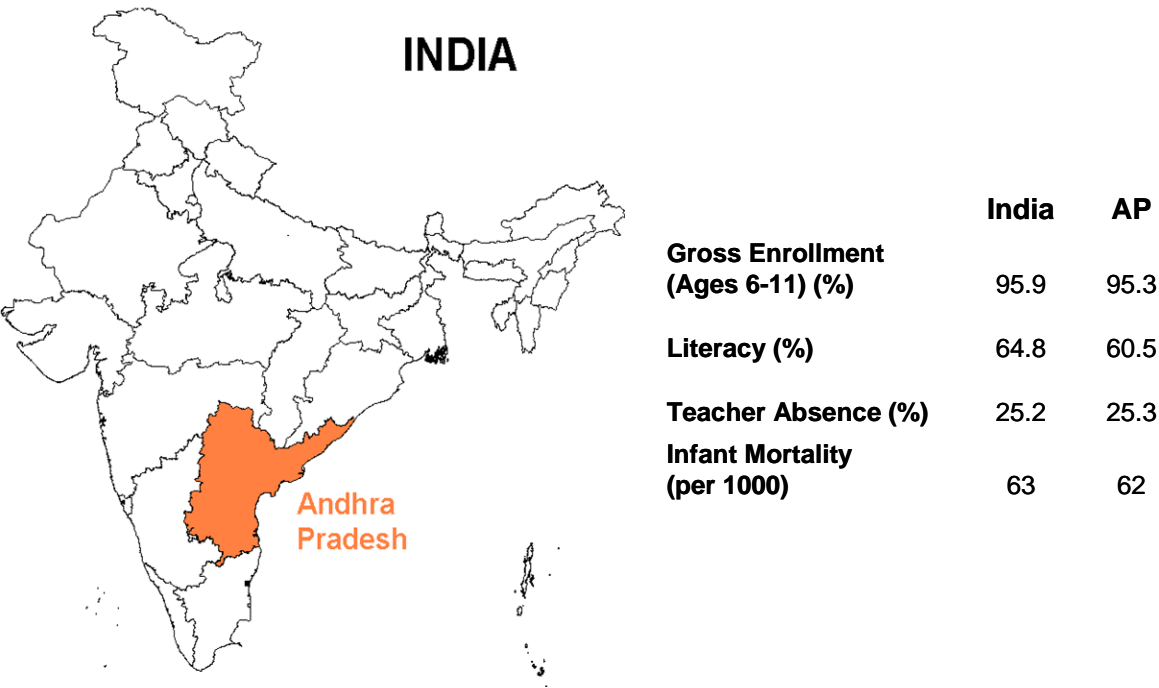 INDIA
Andhra
Pradesh
India AP
Gross Enrollment
(Ages 6-11) (%) 95.9 95.3
Literacy (%) 64.8 60.5
Teacher Absence (%) 25.2 25.3
Infant Mortality
(per 1000) 63 62